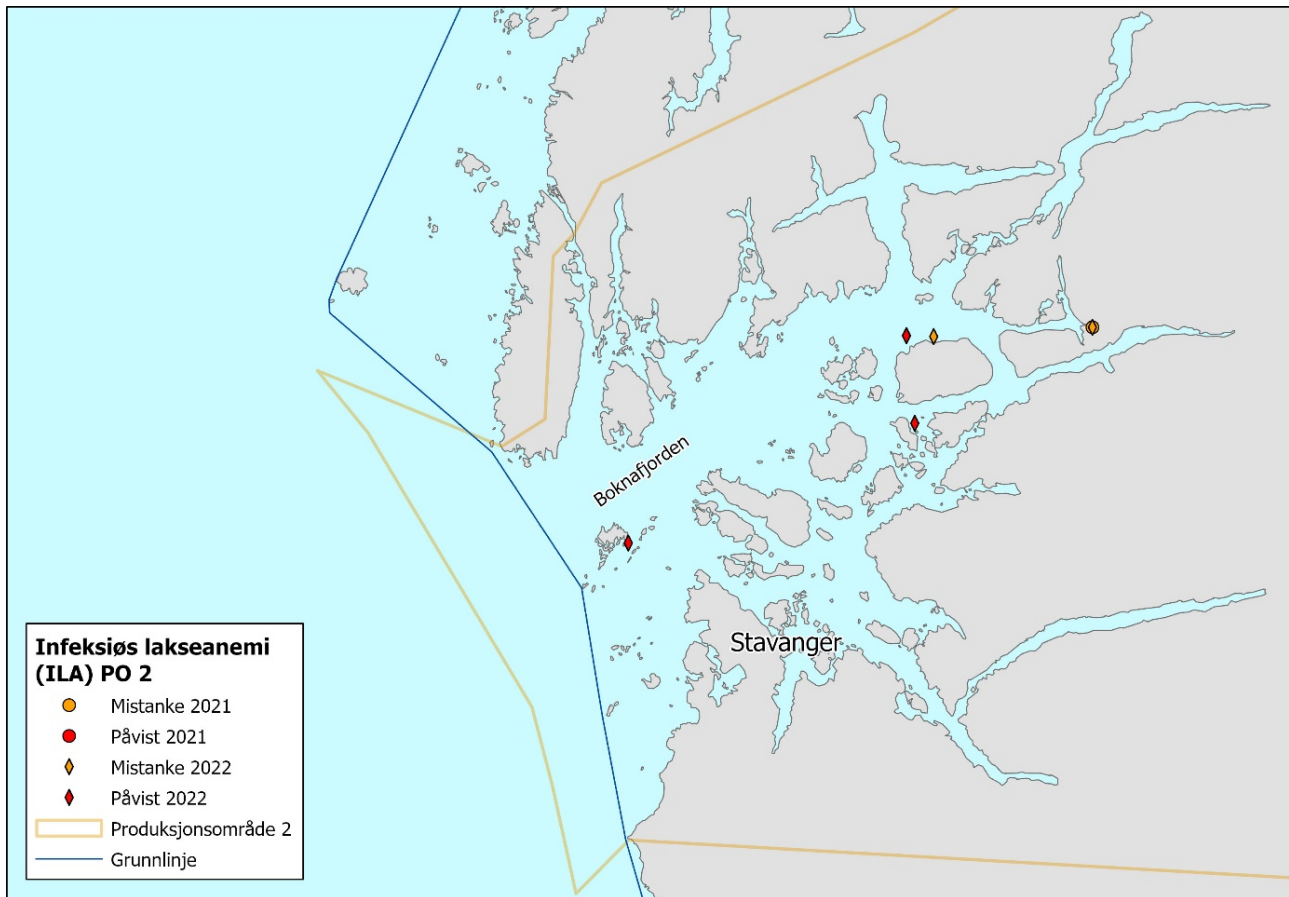 Boknafjorden
Stavanger
Infeksiøs lakseanemi
(ILA) PO 2
Mistanke 2021
Påvist 2021
Mistanke 2022
Påvist 2022
Produksjonsområde 2
Grunnlinje